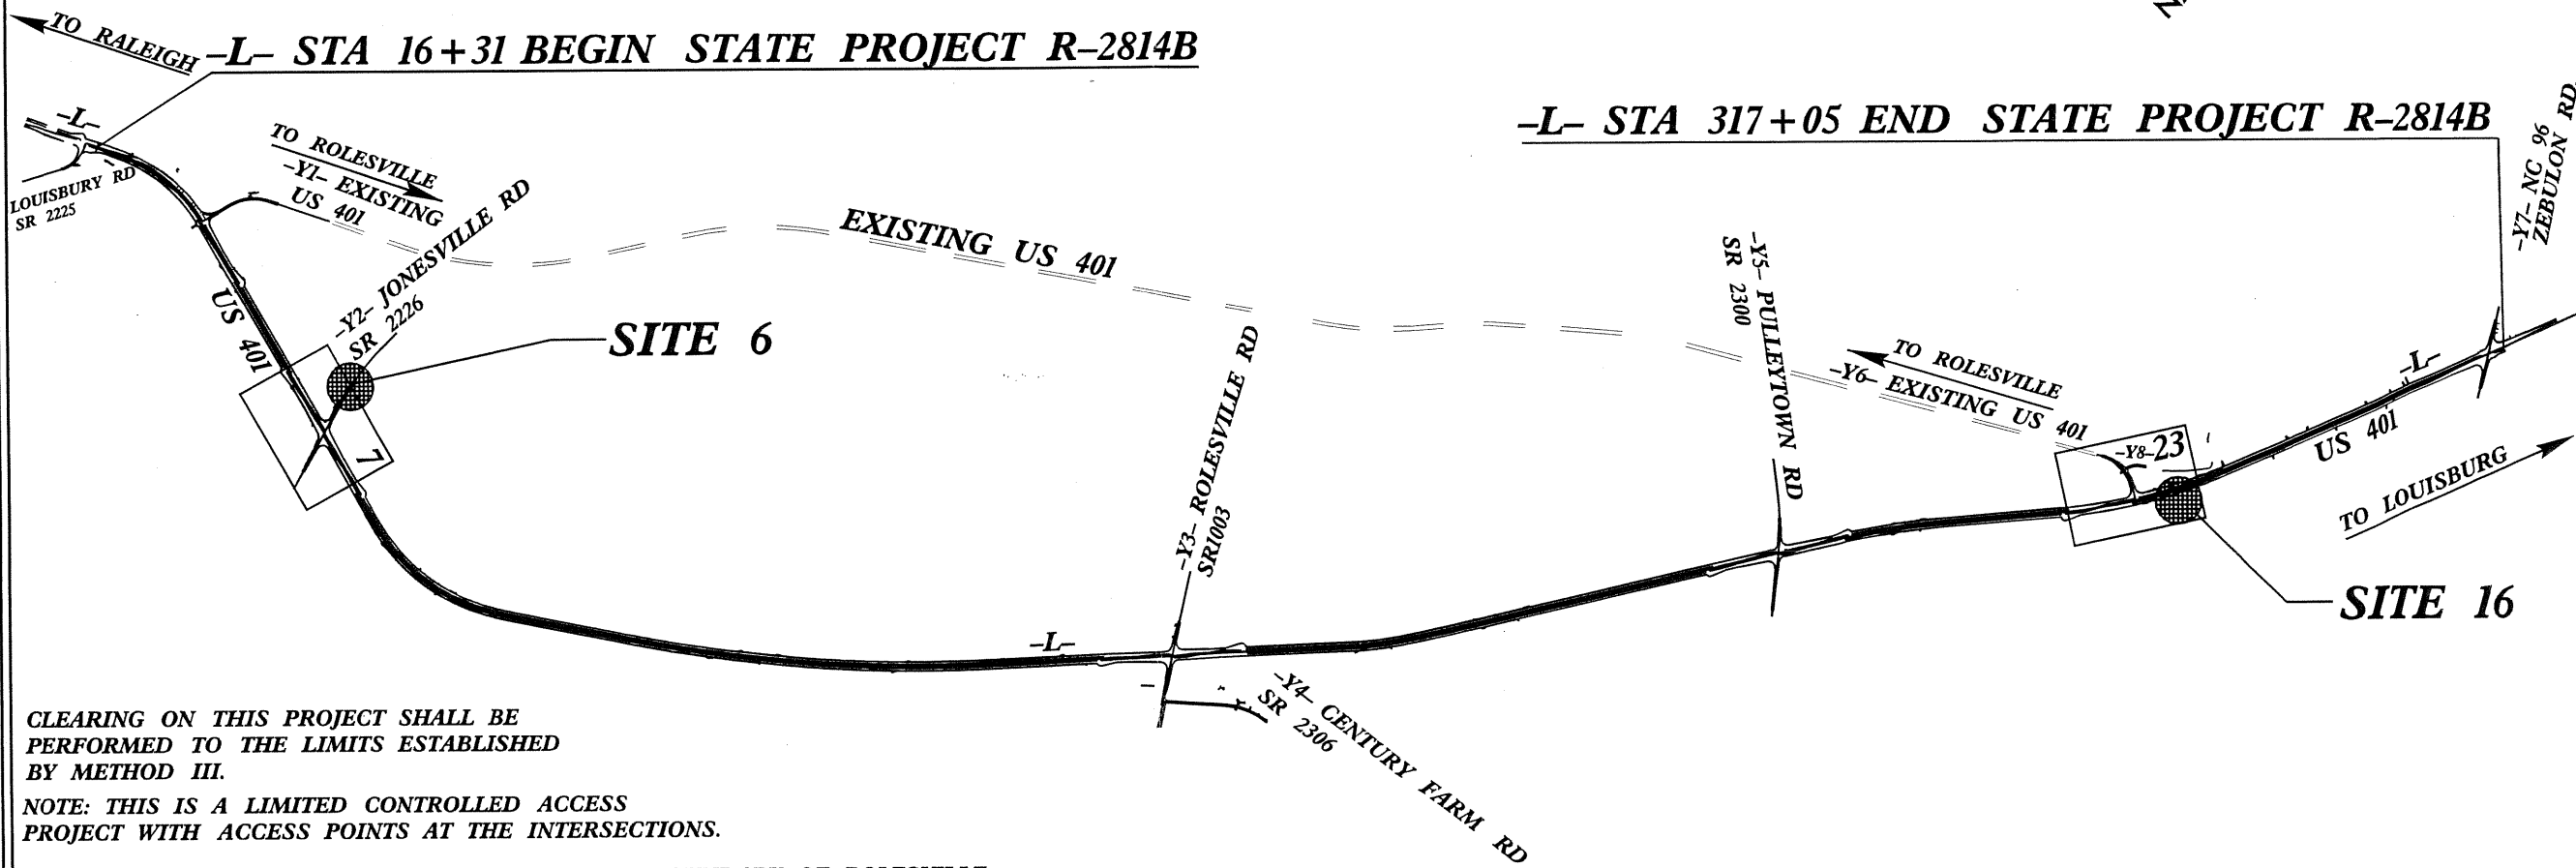 TO RALEIGH
-L- STA 16+31 BEGIN STATE PROJECT R-2814B
-L- STA 317+05 END STATE PROJECT R-2814B
-Y7- NC 96
ZEBULON RD
-L-
LOUISBURY RD
SR 2225
TO ROLESVILLE
-Y1- EXISTING
US 401
-Y2- JONESVILLE RD
SR 2226
US 401
SITE 6
7
EXISTING US 401
-Y3- ROLESVILLE RD
SR1003
-Y5- PULLEYTOWN RD
SR 2300
TO ROLESVILLE
-Y6- EXISTING US 401
-Y8-
23
-L-
US 401
TO LOUISBURG
SITE 16
-L-
-Y4- CENTURY FARM RD
SR 2306
CLEARING ON THIS PROJECT SHALL BE
PERFORMED TO THE LIMITS ESTABLISHED
BY METHOD III.
NOTE: THIS IS A LIMITED CONTROLLED ACCESS
PROJECT WITH ACCESS POINTS AT THE INTERSECTIONS.